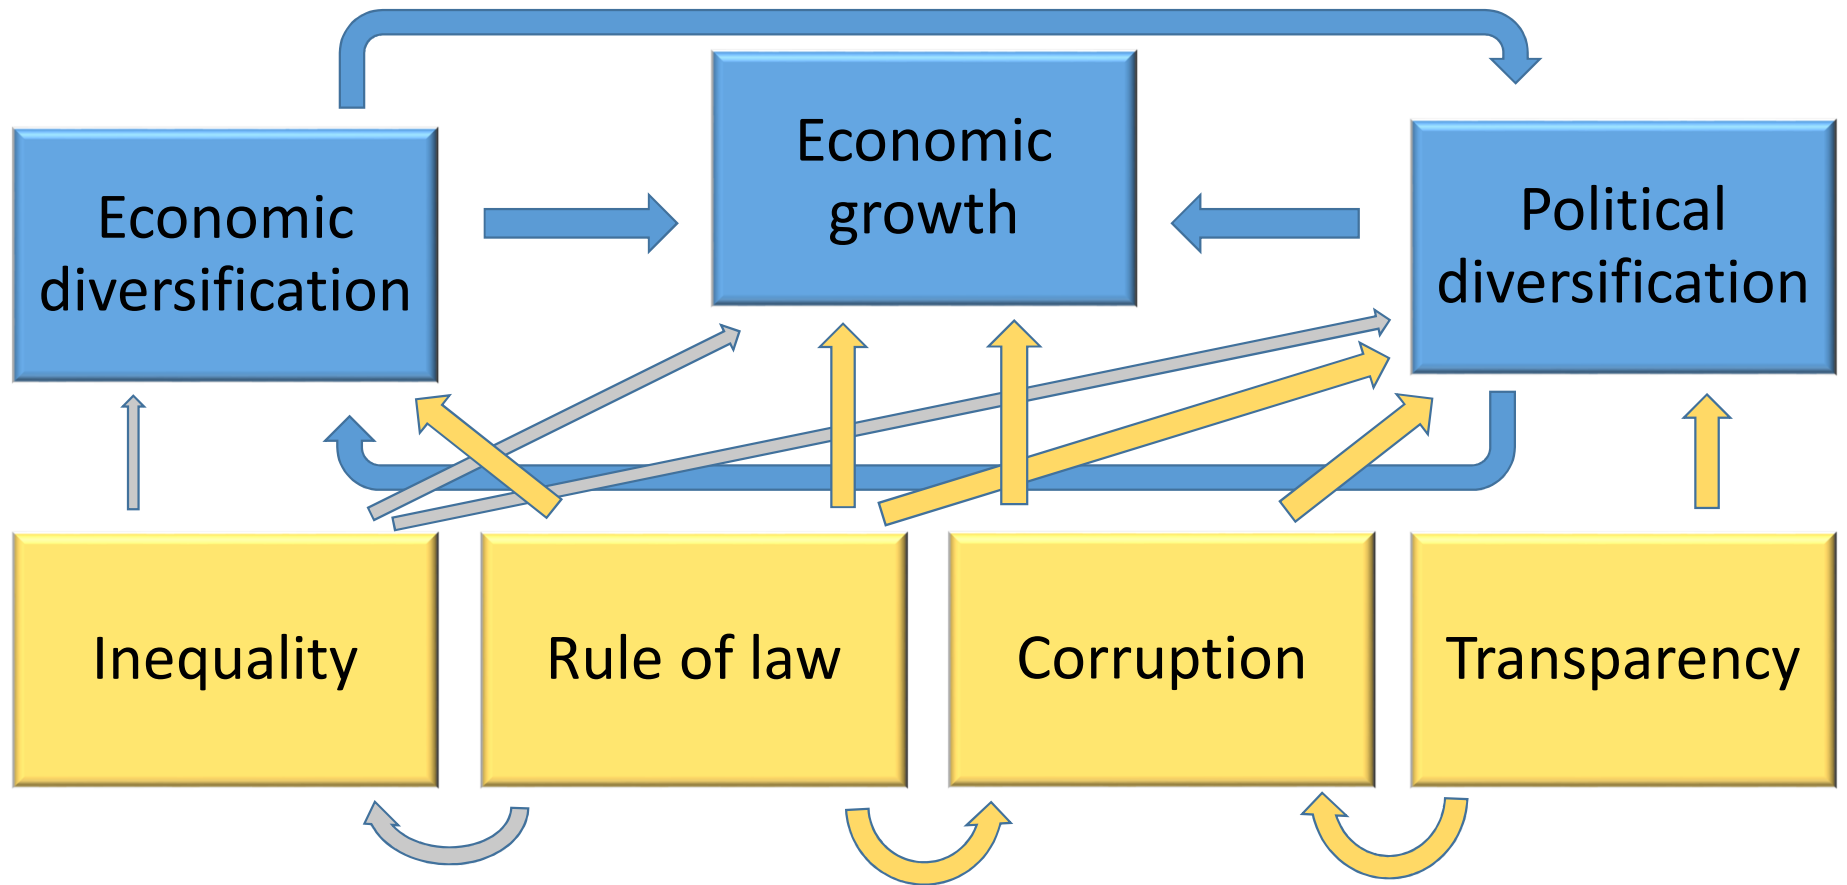 Economic
diversification
Economic
growth
Political
diversification
Inequality
Rule of law
Corruption
Transparency